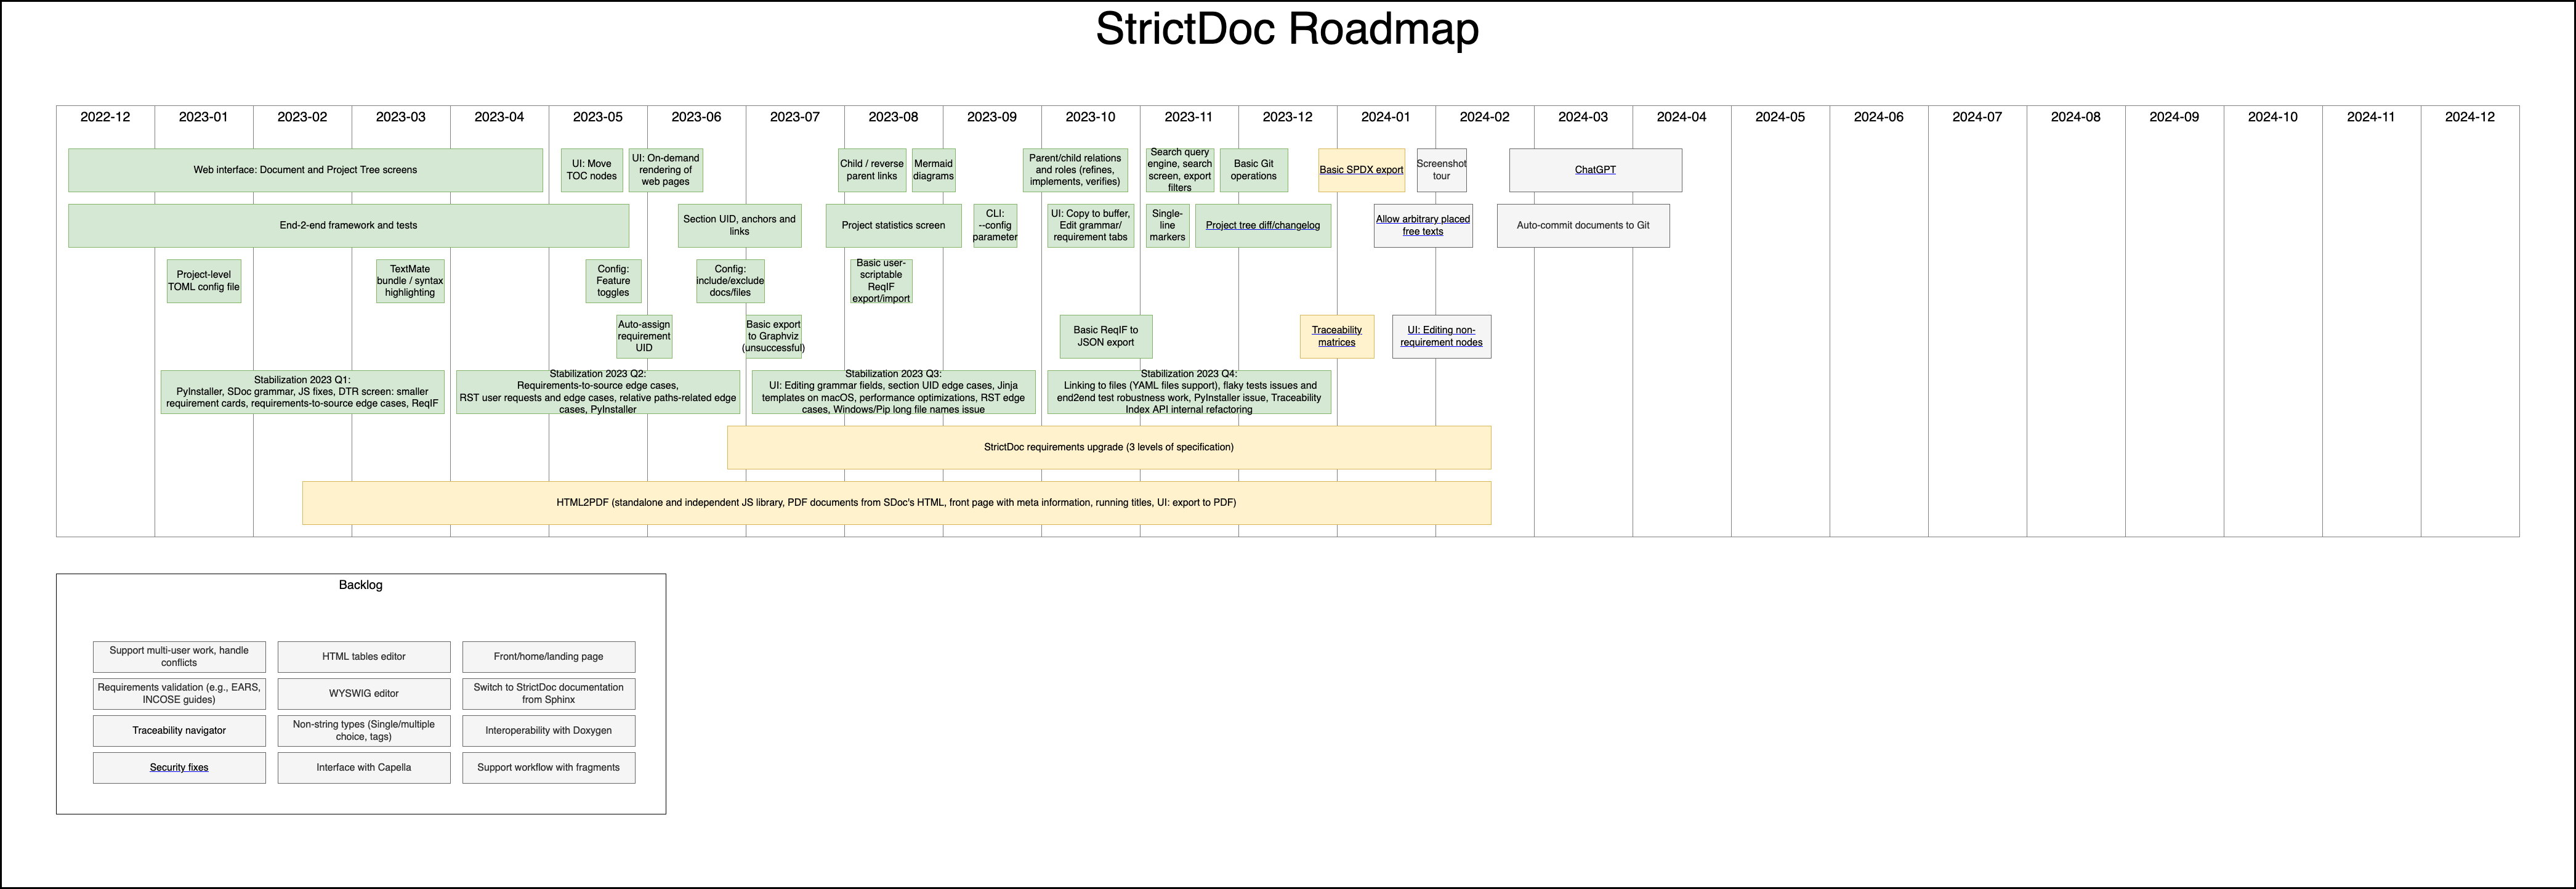 StrictDoc Roadmap
2022-12
2023-01
2023-02
2023-03
2023-04
2023-05
2023-06
2023-07
2023-08
2023-09
2023-10
2023-11
2023-12
2024-01
2024-02
2024-03
2024-04
2024-05
2024-06
2024-07
2024-08
2024-09
2024-10
2024-11
2024-12
Web interface: Document and Project Tree screens
UI: Move
TOC nodes
UI: On-demand
rendering of
web pages
Child / reverse
parent links
Mermaid
diagrams
Parent/child relations
and roles (refines,
implements, verifies)
Search query
engine, search
screen, export
filters
Basic Git
operations
Basic SPDX export
Screenshot
tour
ChatGPT
End-2-end framework and tests
Section UID, anchors and
links
Project statistics screen
CLI:
--config
parameter
UI: Copy to buffer,
Edit grammar/
requirement tabs
Single-
line
markers
Project tree diff/changelog
Allow arbitrary placed
free texts
Auto-commit documents to Git
Project-level
TOML config file
TextMate
bundle / syntax
highlighting
Config:
Feature
toggles
Config:
include/exclude
docs/files
Basic user-
scriptable
ReqIF
export/import
Auto-assign
requirement
UID
Basic export
to Graphviz
(unsuccessful)
Basic ReqIF to
JSON export
Traceability
matrices
UI: Editing non-
requirement nodes
Stabilization 2023 Q1:
PyInstaller, SDoc grammar, JS fixes, DTR screen: smaller
requirement cards, requirements-to-source edge cases, ReqIF
Stabilization 2023 Q2:
Requirements-to-source edge cases,
RST user requests and edge cases, relative paths-related edge
cases, PyInstaller
Stabilization 2023 Q3:
UI: Editing grammar fields, section UID edge cases, Jinja
templates on macOS, performance optimizations, RST edge
cases, Windows/Pip long file names issue
Stabilization 2023 Q4:
Linking to files (YAML files support), flaky tests issues and
end2end test robustness work, PyInstaller issue, Traceability
Index API internal refactoring
StrictDoc requirements upgrade (3 levels of specification)
HTML2PDF (standalone and independent JS library, PDF documents from SDoc's HTML, front page with meta information, running titles, UI: export to PDF)
Backlog
Support multi-user work, handle
conflicts
HTML tables editor
Front/home/landing page
Requirements validation (e.g., EARS,
INCOSE guides)
WYSWIG editor
Switch to StrictDoc documentation
from Sphinx
Traceability navigator
Non-string types (Single/multiple
choice, tags)
Interoperability with Doxygen
Security fixes
Interface with Capella
Support workflow with fragments